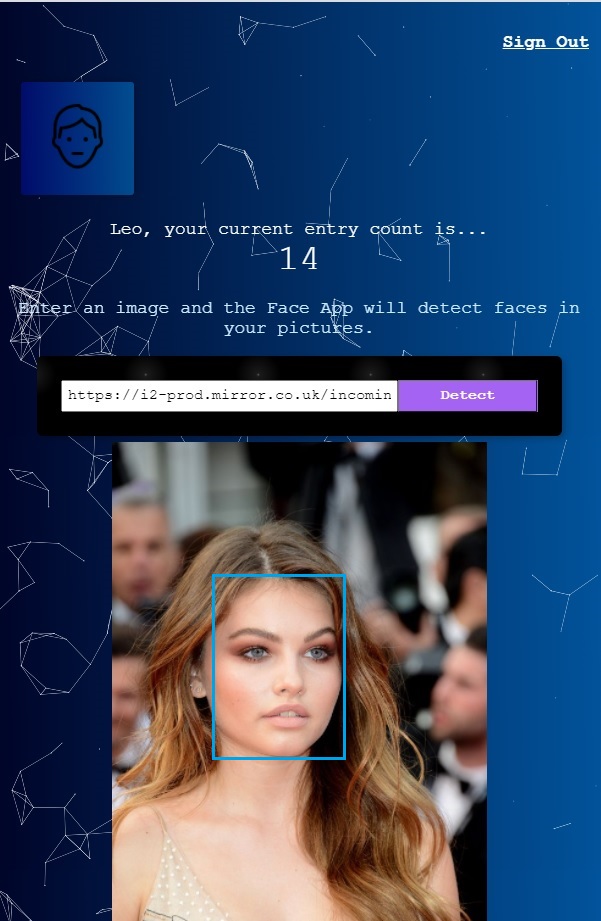 Sign Out
Leo, your current entry count is...
14
Enter an image and the Face App will detect faces in
your pictures.
https://i2-prod.mirror.co.uk/incomin
Detect